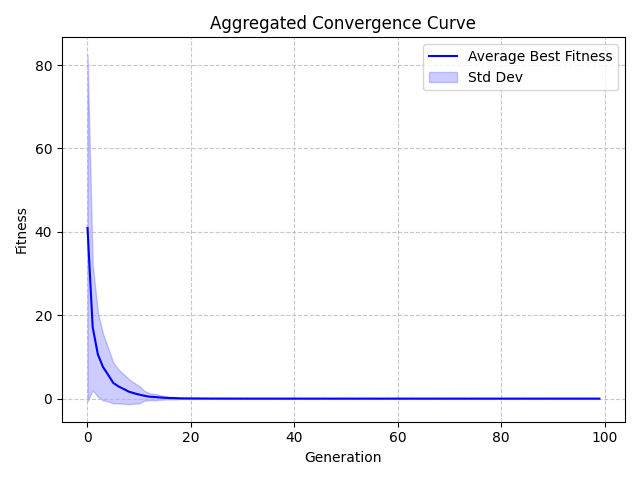 Aggregated Convergence Curve
Average Best Fitness
Std Dev
80
60
40
20
0
Fitness
0 20 40 60 80 100
Generation